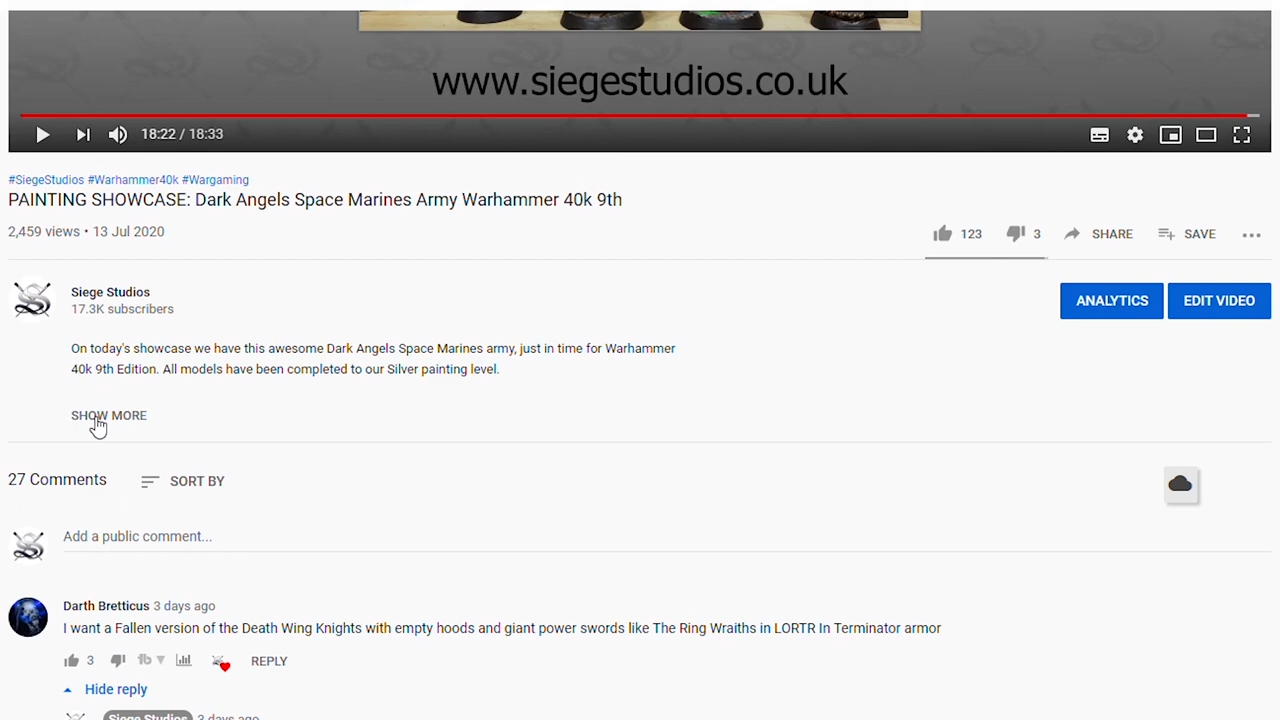 www.siegestudios.co.uk
18:22 / 18:33
#SiegeStudios #Warhammer40k #Wargaming
PAINTING SHOWCASE: Dark Angels Space Marines Army Warhammer 40k 9th
2,459 views • 13 Jul 2020
123
3
SHARE
SAVE
Siege Studios
17.3K subscribers
ANALYTICS
EDIT VIDEO
On today's showcase we have this awesome Dark Angels Space Marines army, just in time for Warhammer
40k 9th Edition. All models have been completed to our Silver painting level.
SHOW MORE
27 Comments
SORT BY
Add a public comment...
Darth Bretticus 3 days ago
I want a Fallen version of the Death Wing Knights with empty hoods and giant power swords like The Ring Wraiths in LORTR In Terminator armor
3
REPLY
Hide reply
Siege Studios 3 days ago